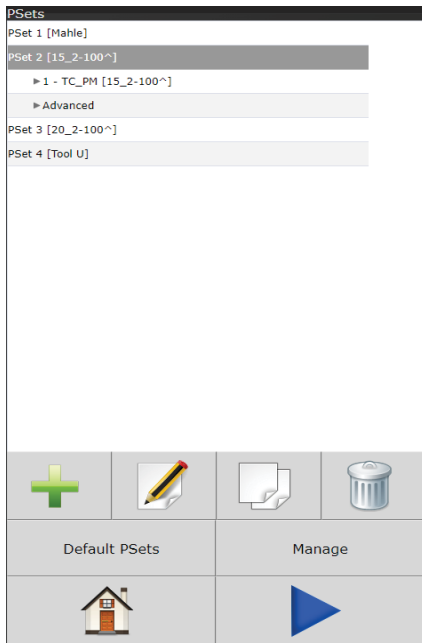 PSets
PSet 1 [Mahle]
PSet 2 [15_2-100^]
1 - TC_PM [15_2-100^]
Advanced
PSet 3 [20_2-100^]
PSet 4 [Tool U]
Default PSets
Manage